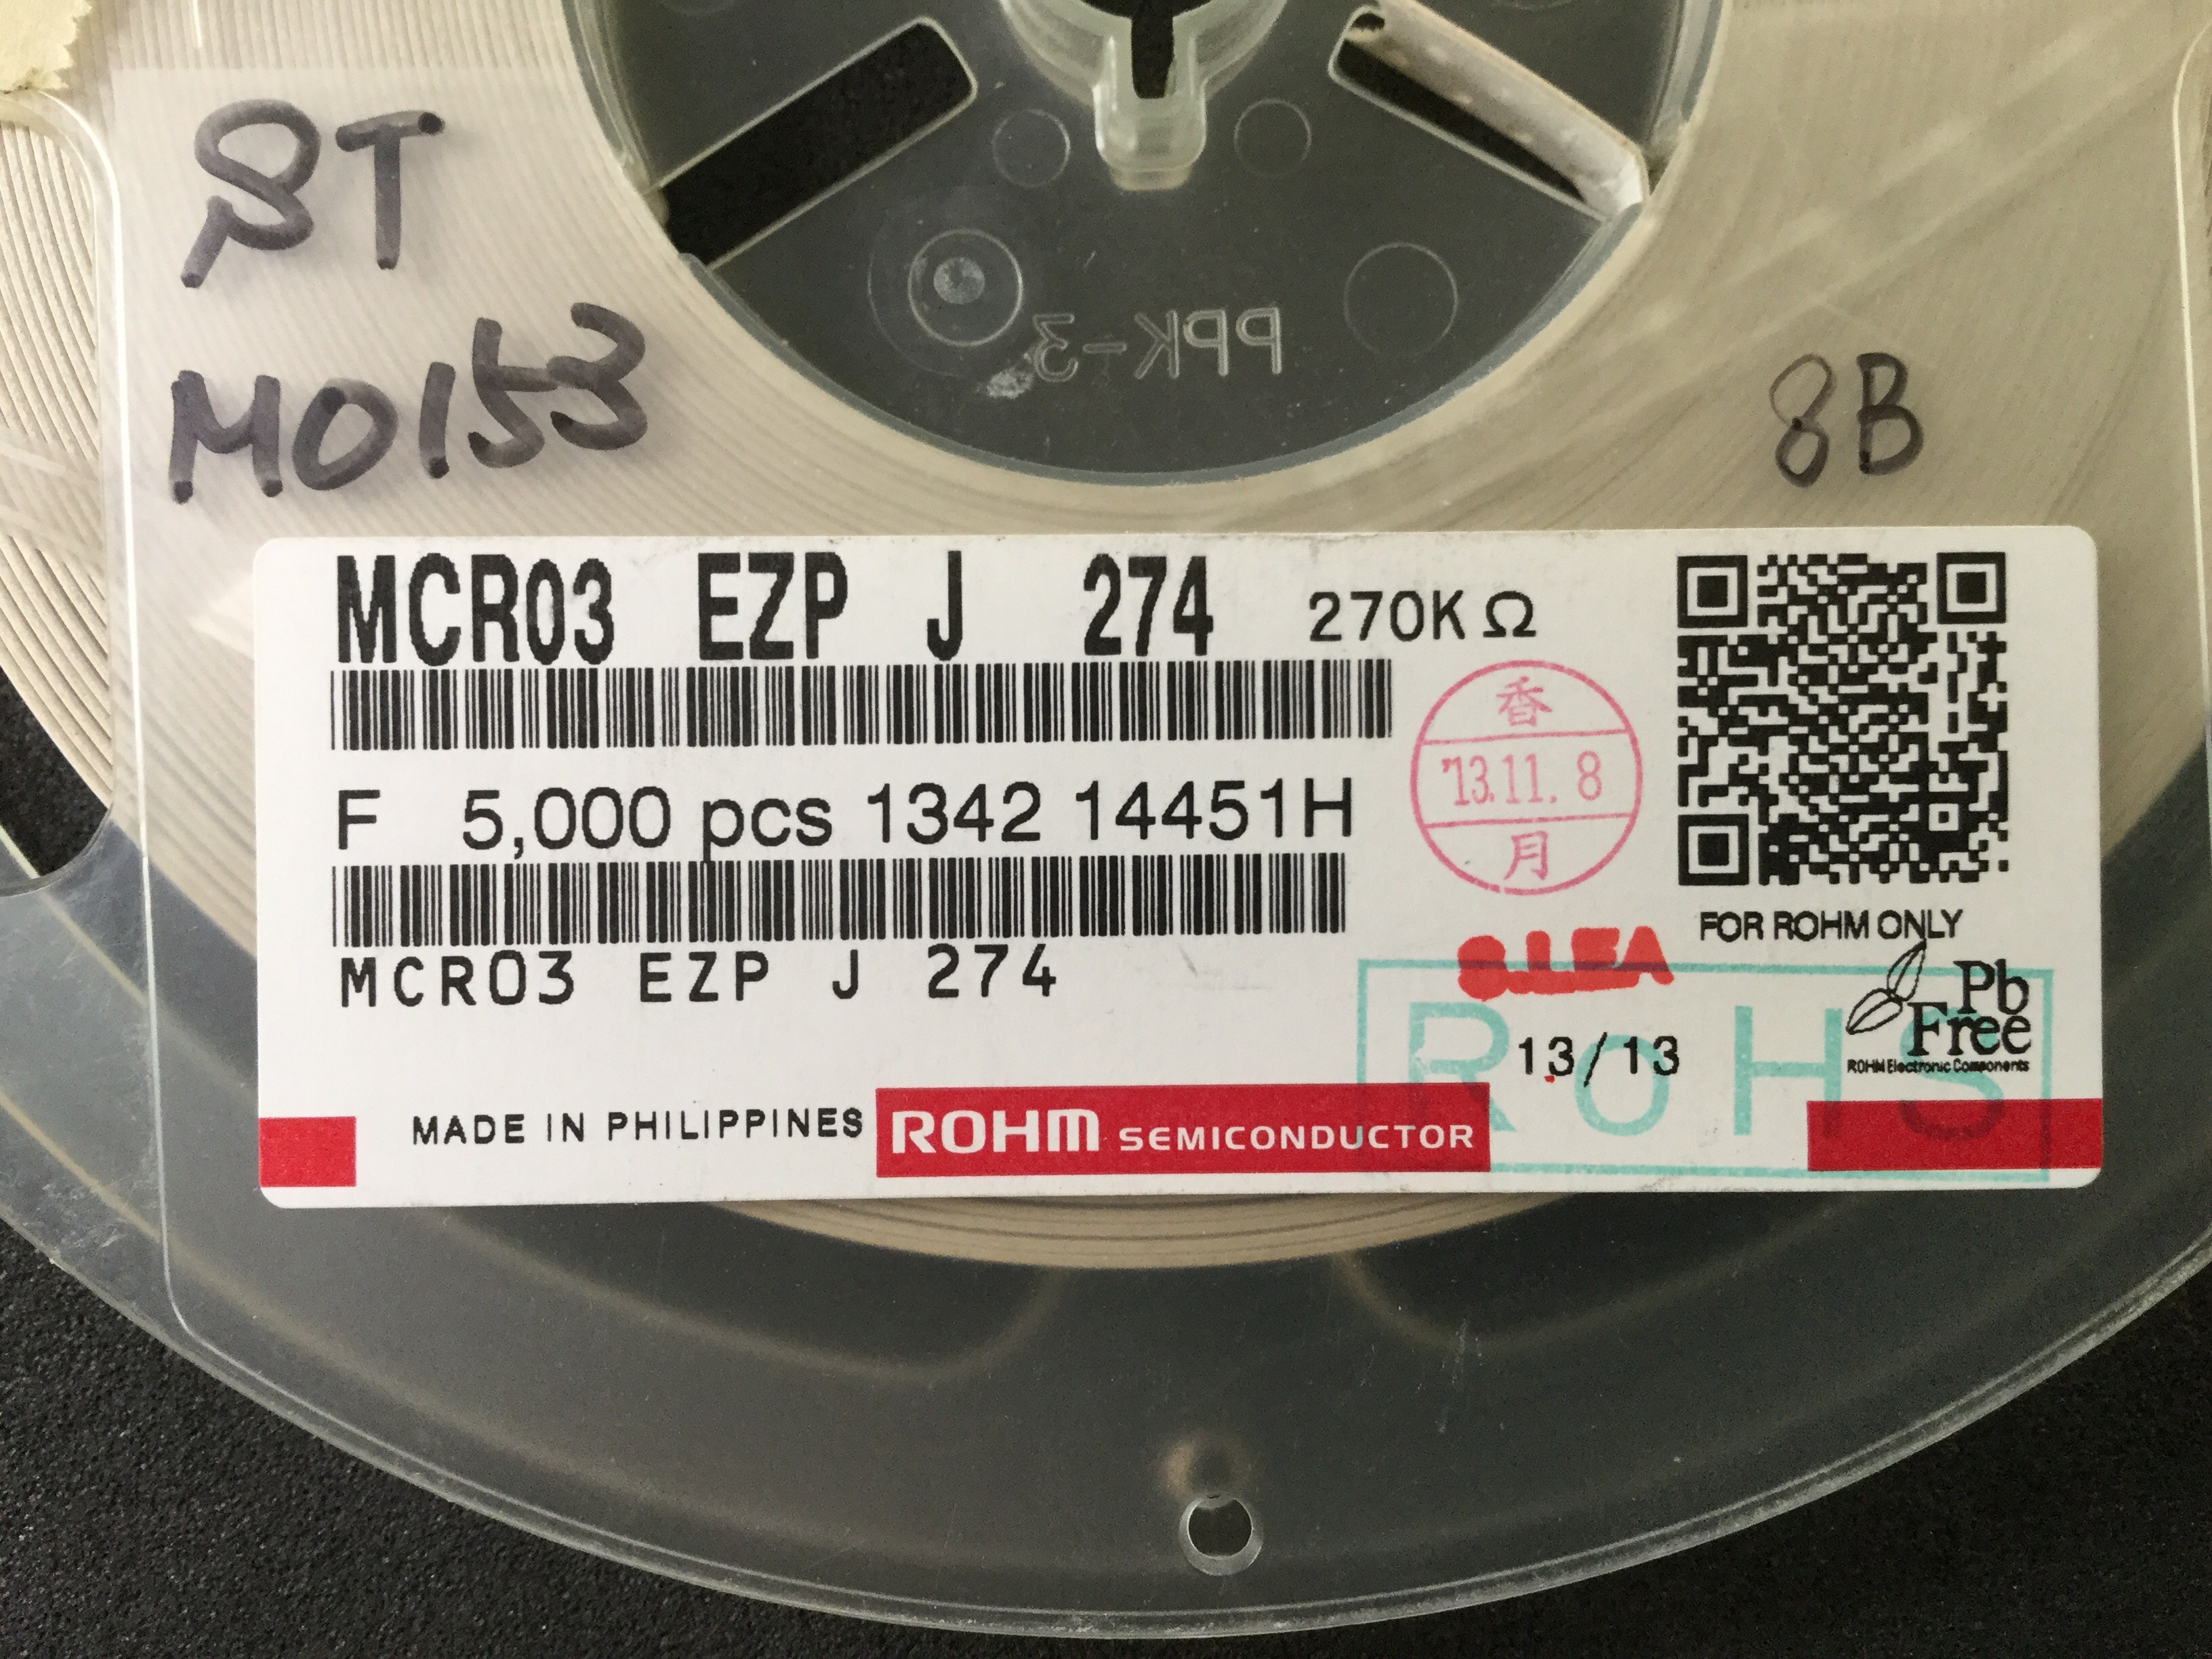 ST
M0153
PPK-3
8B
MCR03 EZP J 274 270KΩ
香
'13.11.8
月
F 5,000 pcs 1342 14451H
FOR ROHM ONLY
MCR03 EZP J 274
Pb
Free
ROHM Electronic Components
13/13
RoHS
MADE IN PHILIPPINES
ROHM SEMICONDUCTOR